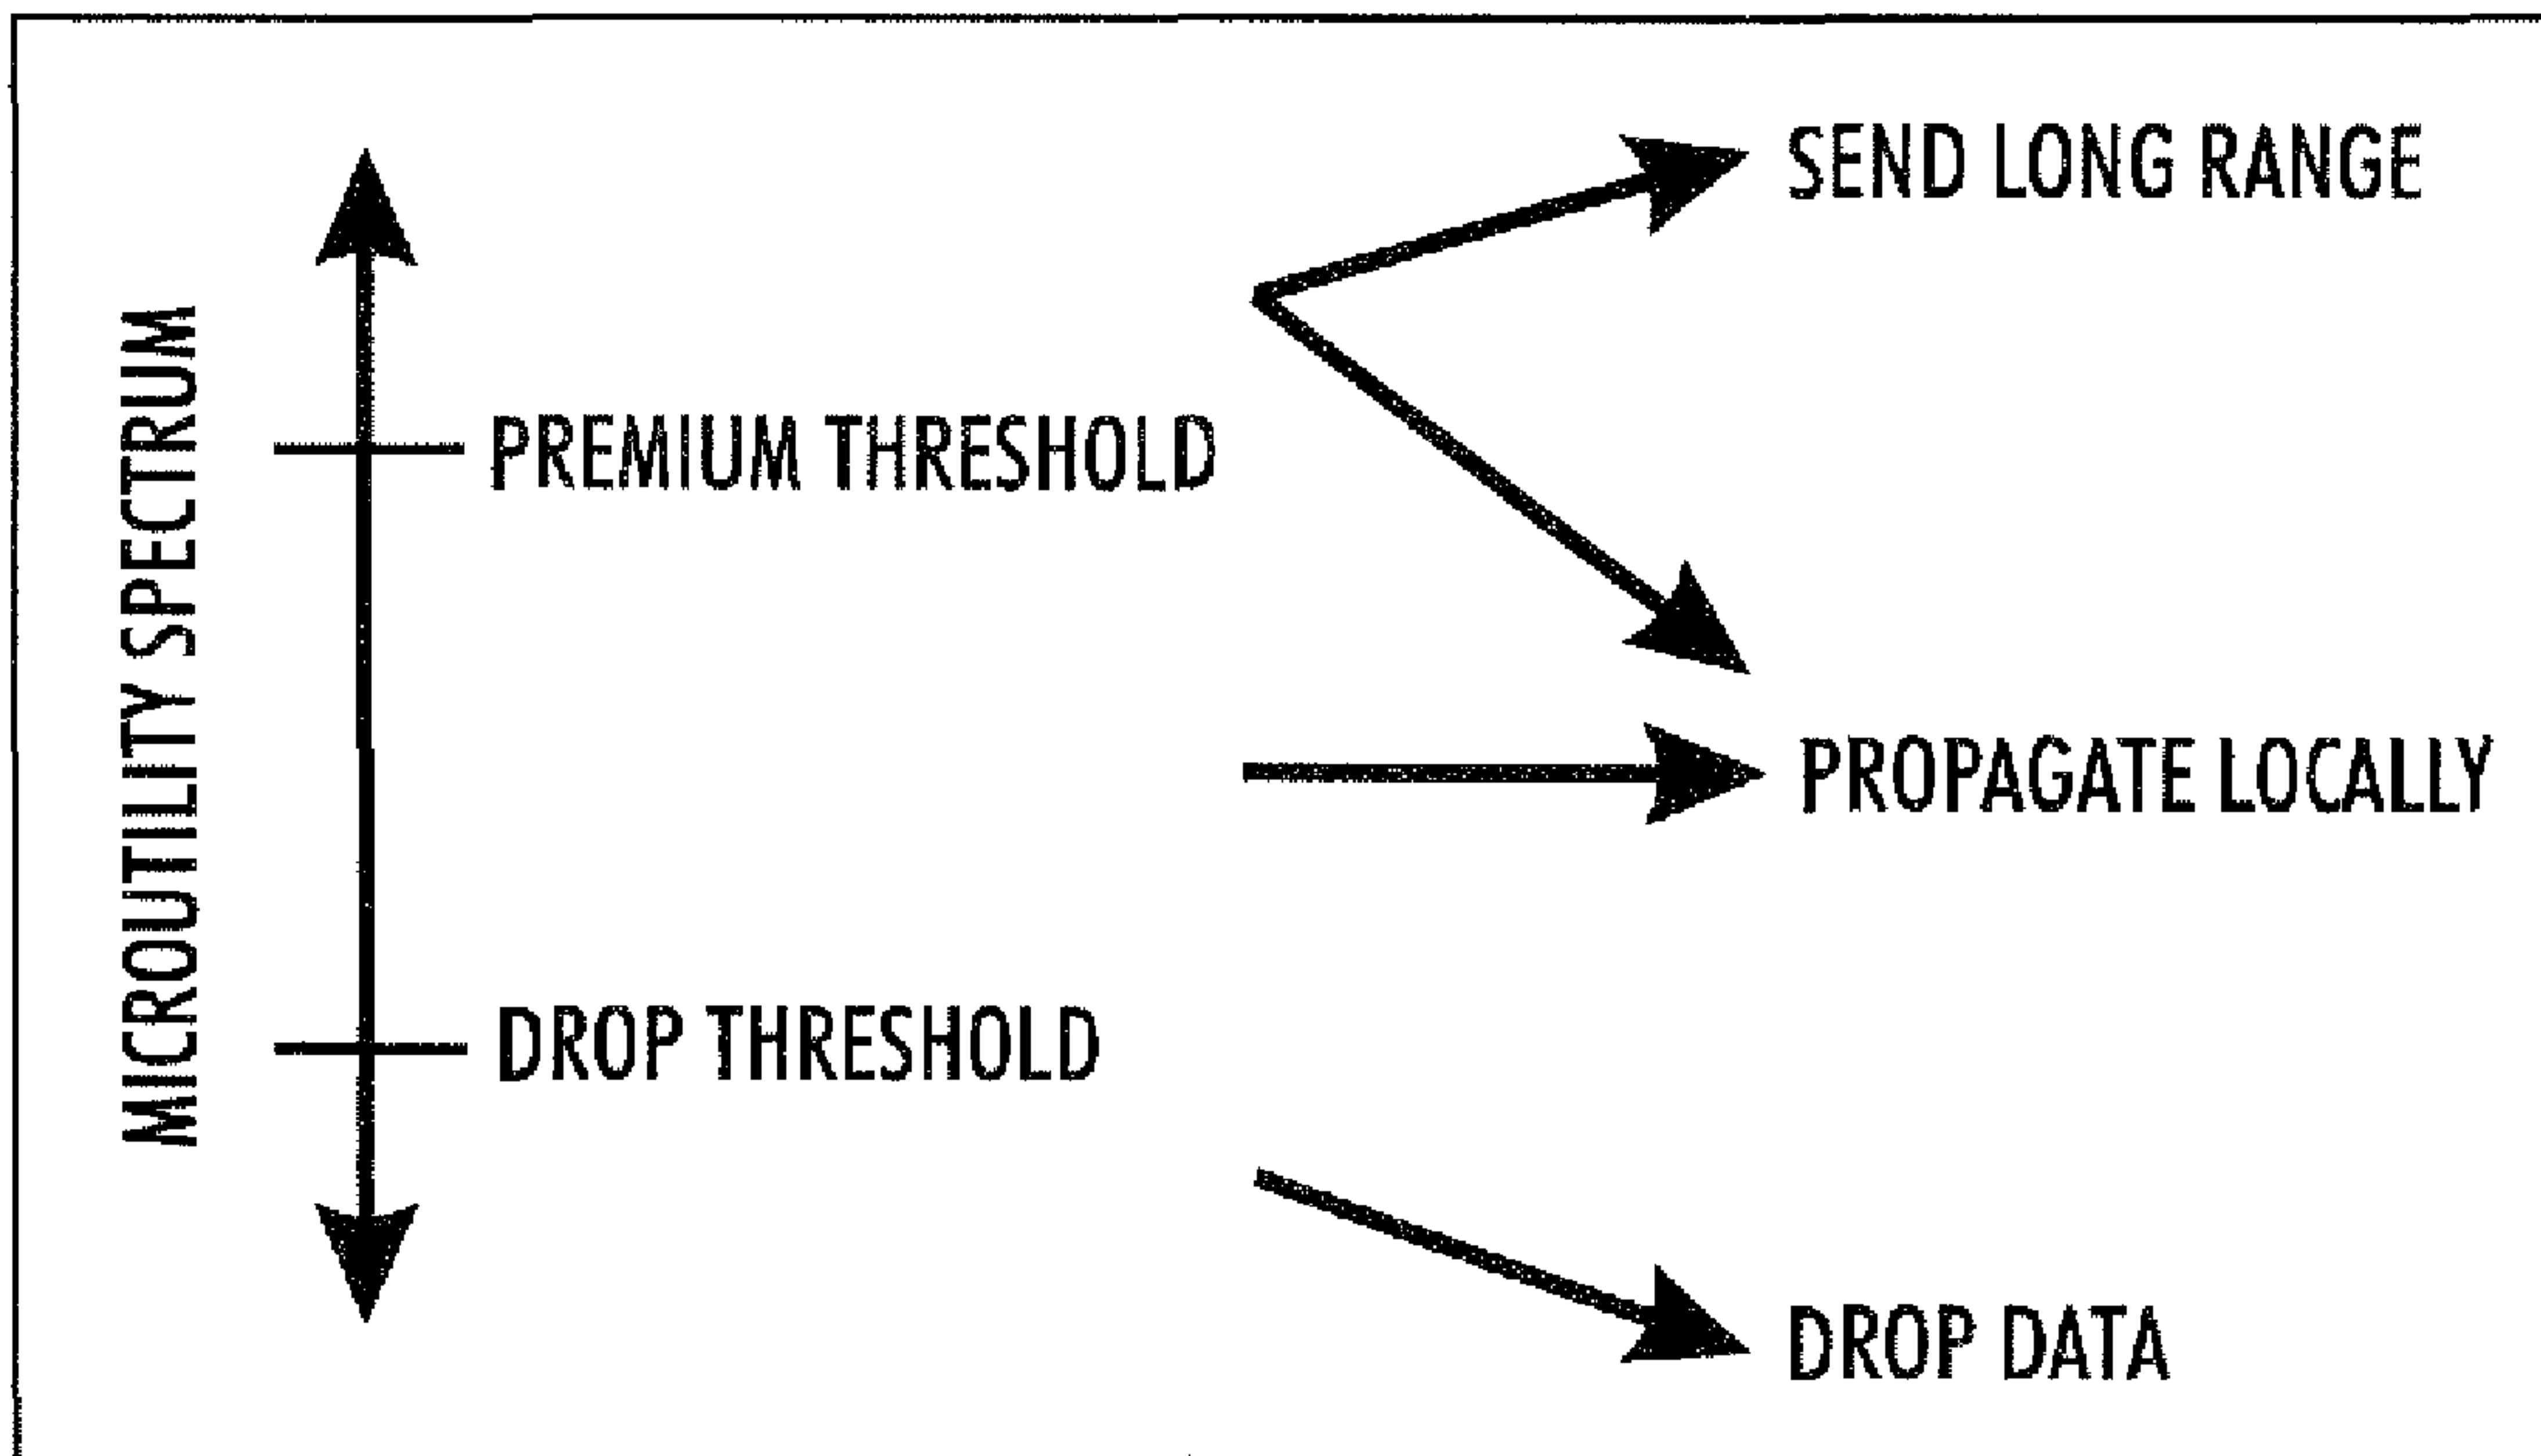 SEND LONG RANGE
MICROUTILITY SPECTRUM
PREMIUM THRESHOLD
PROPAGATE LOCALLY
DROP THRESHOLD
DROP DATA